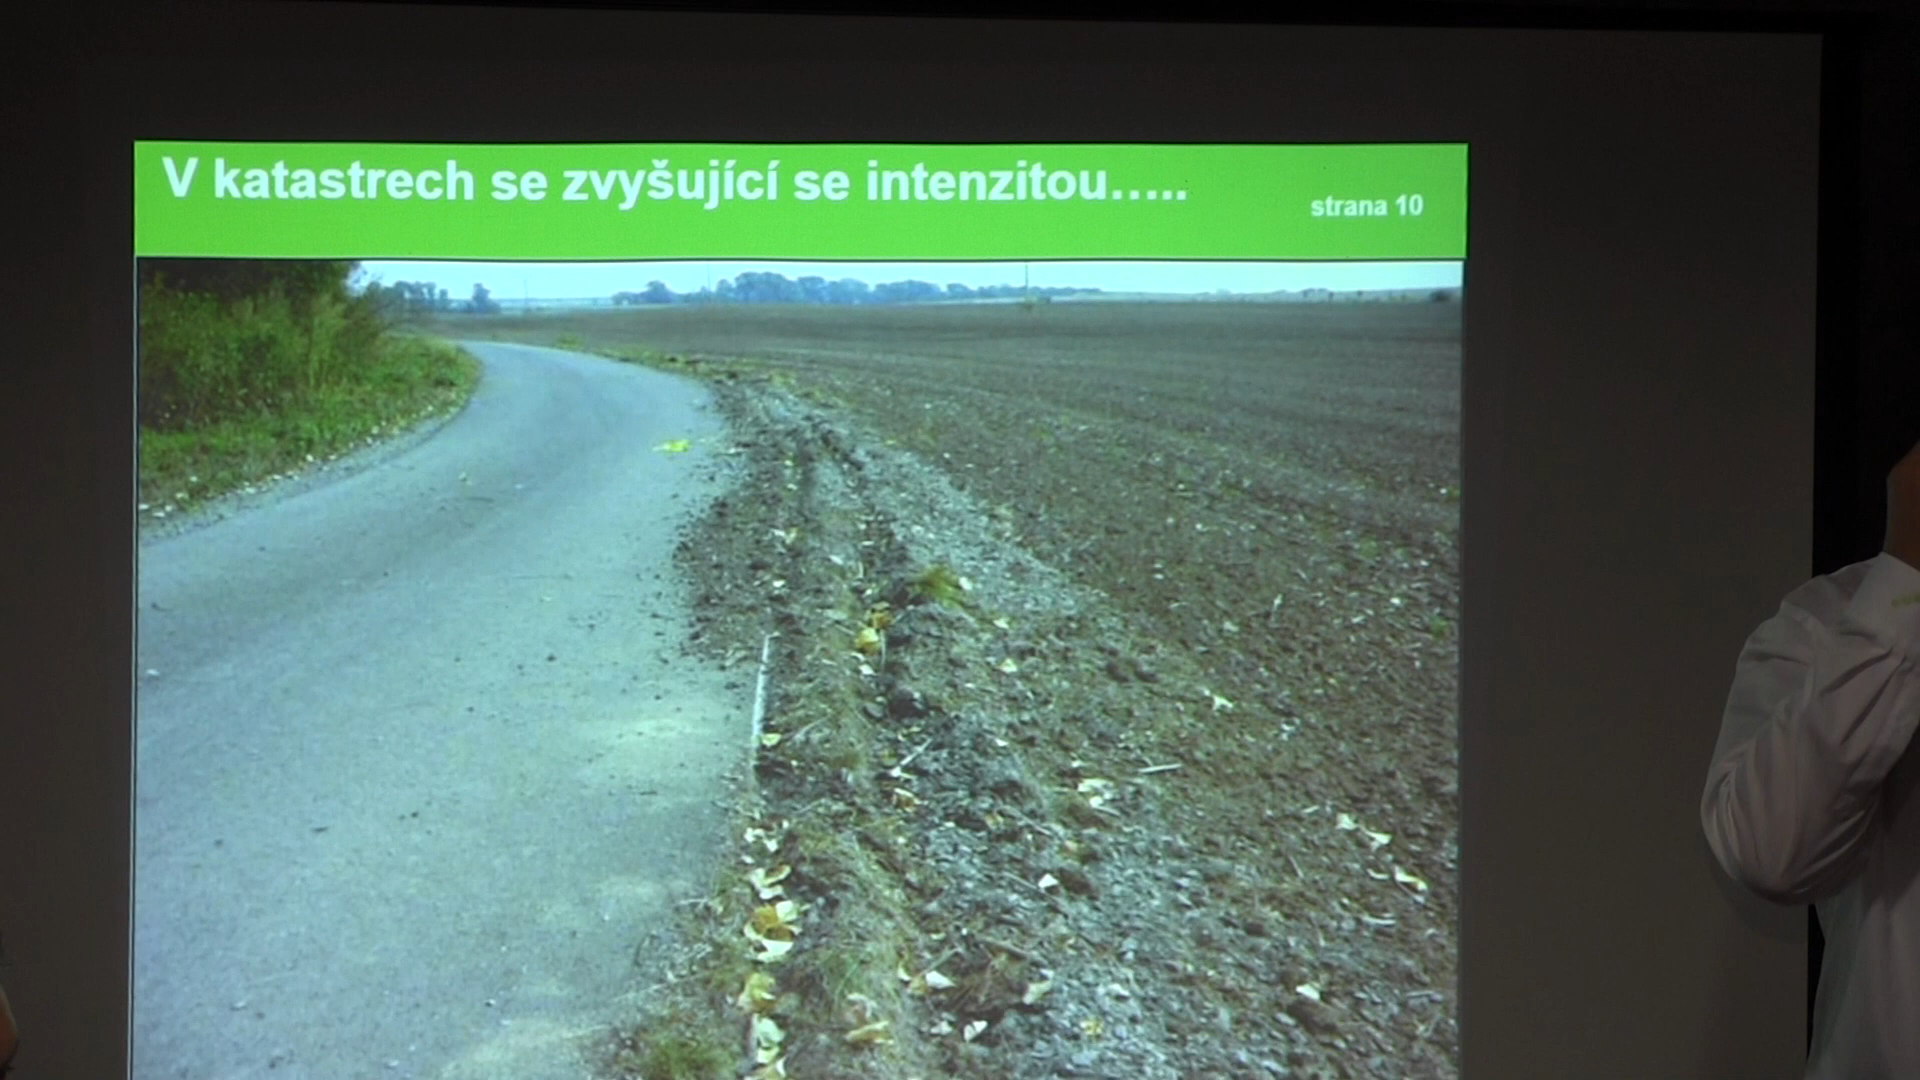 V katastrech se zvyšující se intenzitou…..
strana 10